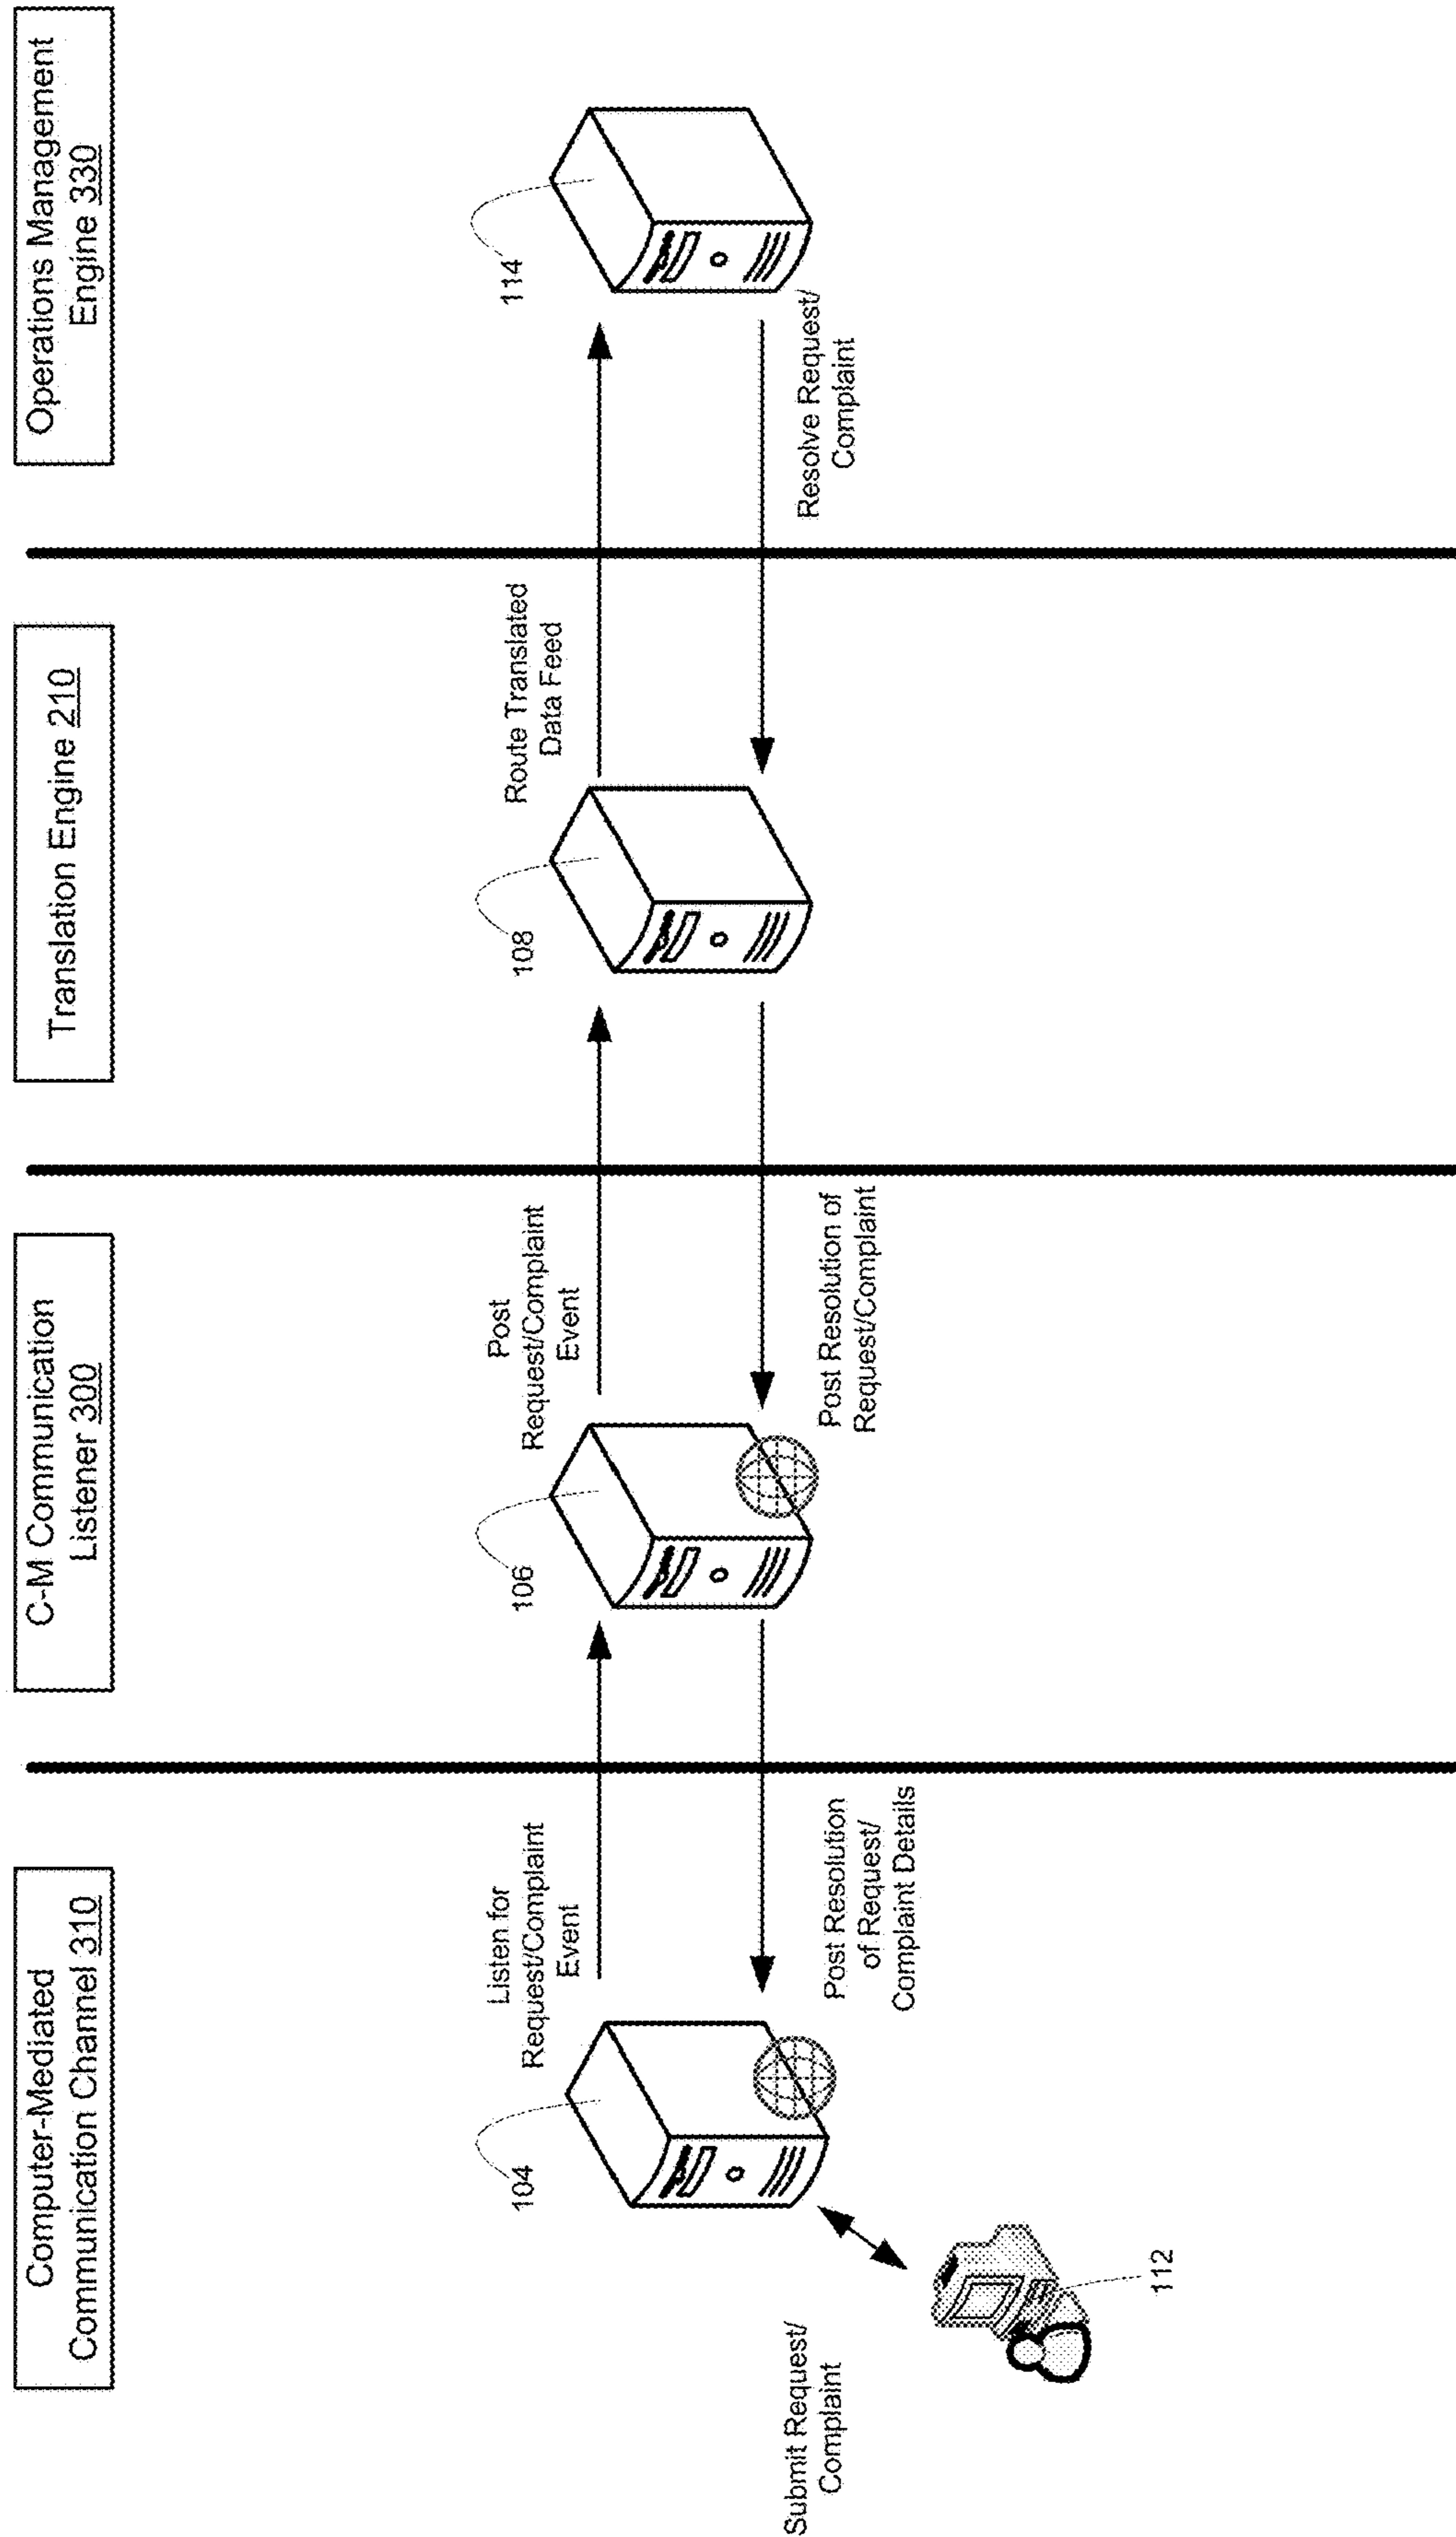 Computer-Mediated
Communication Channel 310
C-M Communication
Listener 300
Translation Engine 210
Operations Management
Engine 330
104
Listen for
Request/Complaint
Event
106
Post
Request/Complaint
Event
108
Route Translated
Data Feed
114
Submit Request/
Complaint
112
Post Resolution
of Request/
Complaint Details
Post Resolution of
Request/Complaint
Resolve Request/
Complaint